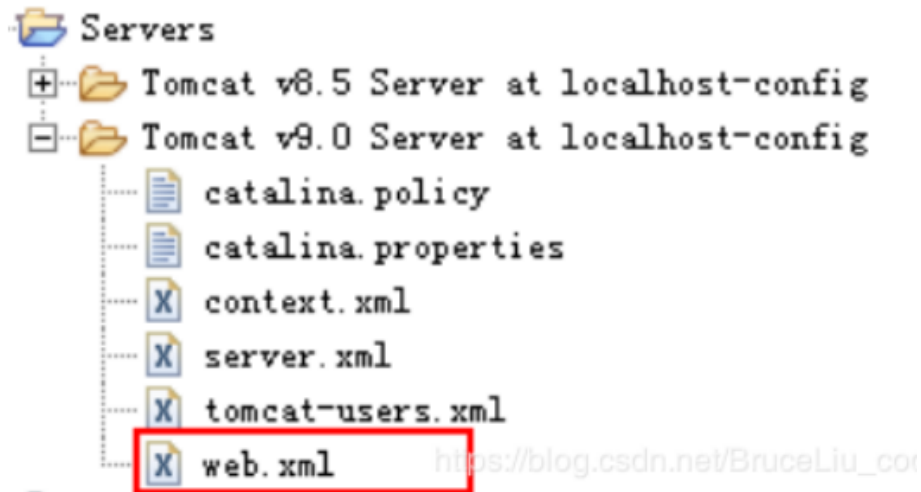 Servers
Tomcat v8.5 Server at localhost-config
Tomcat v9.0 Server at localhost-config
catalina.policy
catalina.properties
context.xml
server.xml
tomcat-users.xml
web.xml
https://blog.csdn.net/BruceLiu_co